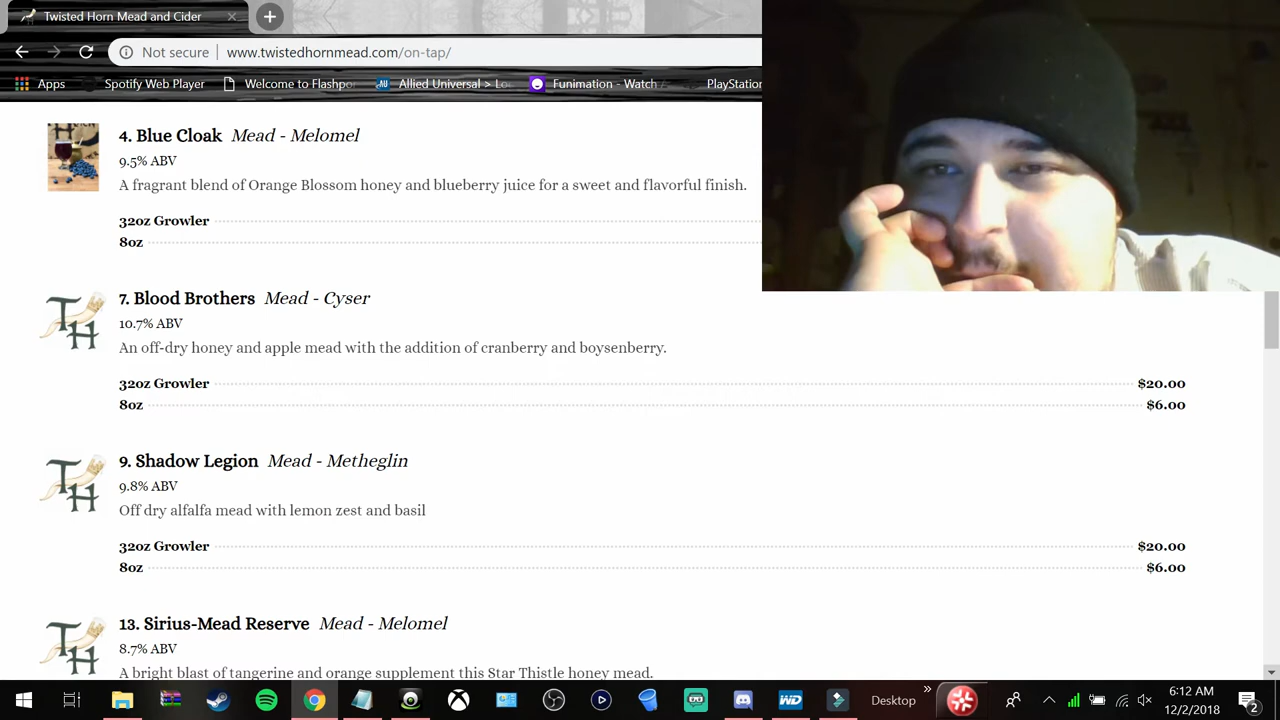 Twisted Horn Mead and Cider
Not secure | www.twistedhornmead.com/on-tap/
Apps Spotify Web Player Welcome to Flashpo Allied Universal > Lo Funimation - Watch PlayStation
4. Blue Cloak Mead - Melomel
9.5% ABV
A fragrant blend of Orange Blossom honey and blueberry juice for a sweet and flavorful finish.
32oz Growler
8oz
TH
7. Blood Brothers Mead - Cyser
10.7% ABV
An off-dry honey and apple mead with the addition of cranberry and boysenberry.
32oz Growler $20.00
8oz $6.00
TH
9. Shadow Legion Mead - Metheglin
9.8% ABV
Off dry alfalfa mead with lemon zest and basil
32oz Growler $20.00
8oz $6.00
TH
13. Sirius-Mead Reserve Mead - Melomel
8.7% ABV
A bright blast of tangerine and orange supplement this Star Thistle honey mead.
WD Desktop » 6:12 AM
12/2/2018 2